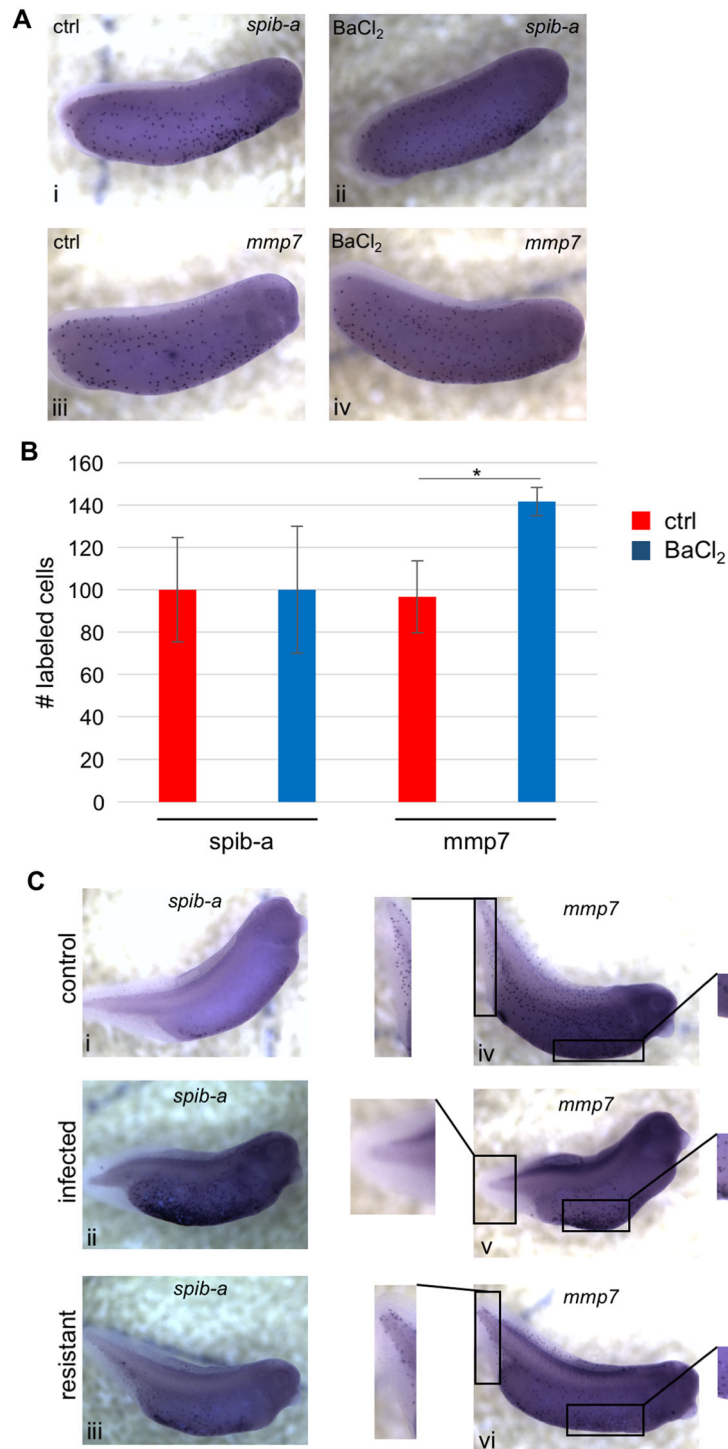 A
ctrl spib-a
i
BaCl₂ spib-a
ii
ctrl mmp7
iii
BaCl₂ mmp7
iv
B
160
140
120
100
80
60
40
20
0
# labeled cells
*
spib-a mmp7
ctrl
BaCl₂
C
control
spib-a
i
mmp7
iv
infected
spib-a
ii
mmp7
v
resistant
spib-a
iii
mmp7
vi